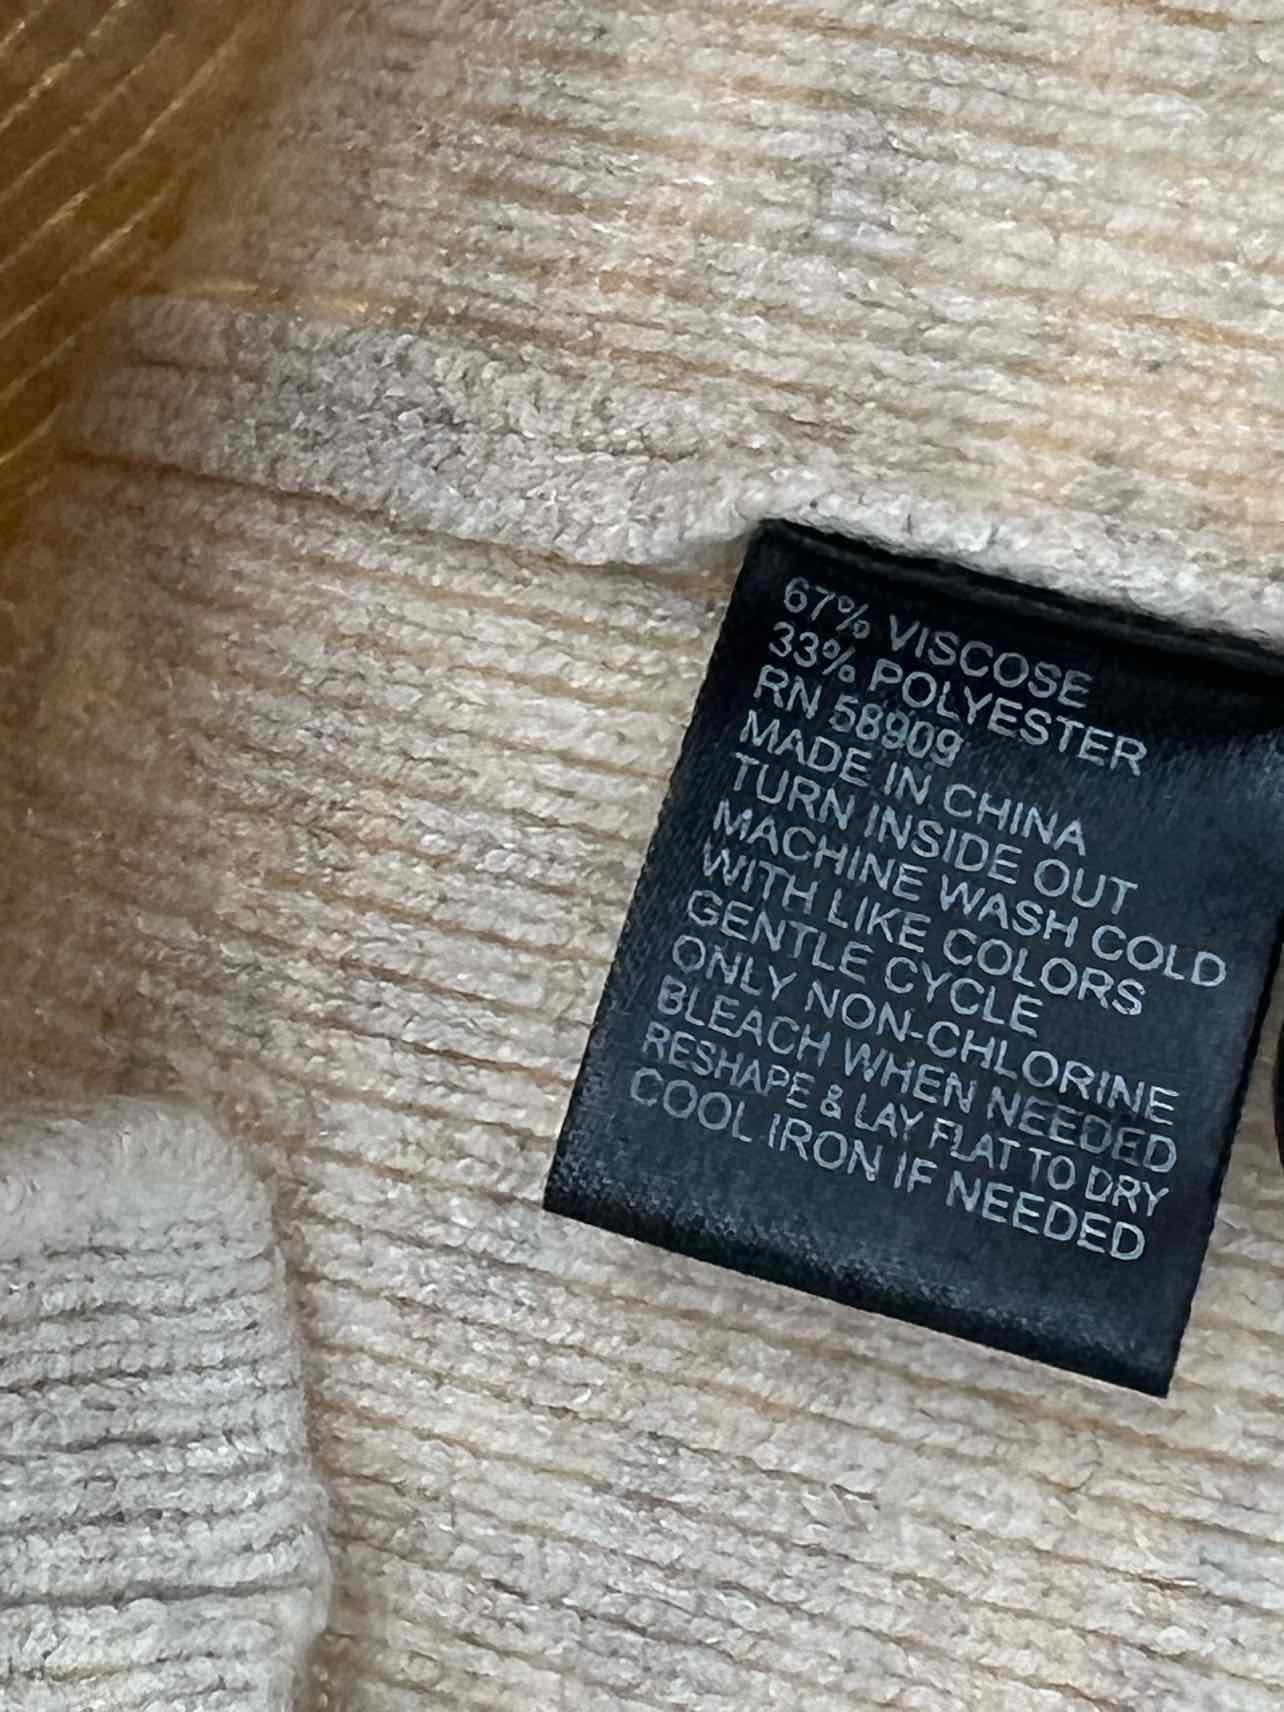 67% VISCOSE
33% POLYESTER
RN 58909
MADE IN CHINA
TURN INSIDE OUT
MACHINE WASH COLD
WITH LIKE COLORS
GENTLE CYCLE
ONLY NON-CHLORINE
BLEACH WHEN NEEDED
RESHAPE & LAY FLAT TO DRY
COOL IRON IF NEEDED